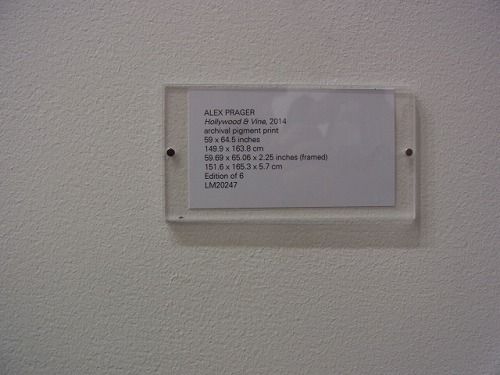 ALEX PRAGER
Hollywood & Vine, 2014
archival pigment print
59 x 64.5 inches
149.9 x 163.8 cm
59.69 x 65.06 x 2.25 inches (framed)
151.6 x 165.3 x 5.7 cm
Edition of 6
LM20247